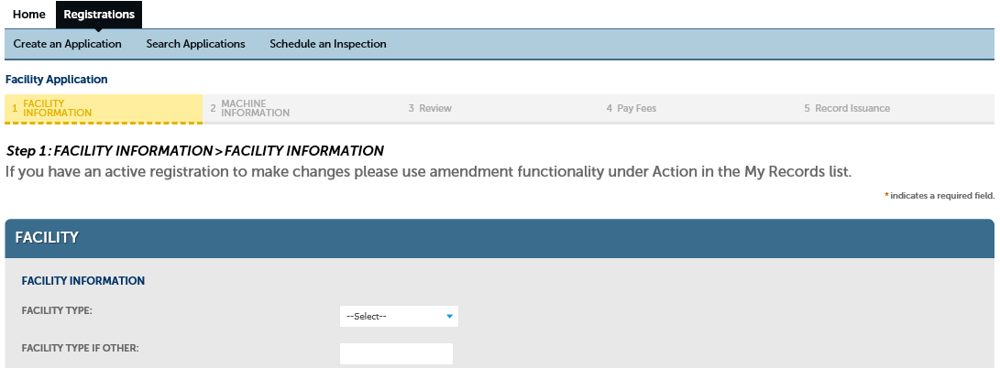 Home Registrations
Create an Application Search Applications Schedule an Inspection
Facility Application
1 FACILITY INFORMATION 2 MACHINE INFORMATION 3 Review 4 Pay Fees 5 Record Issuance
Step 1: FACILITY INFORMATION>FACILITY INFORMATION
If you have an active registration to make changes please use amendment functionality under Action in the My Records list.
*indicates a required field.
FACILITY
FACILITY INFORMATION
FACILITY TYPE: --Select--
FACILITY TYPE IF OTHER: